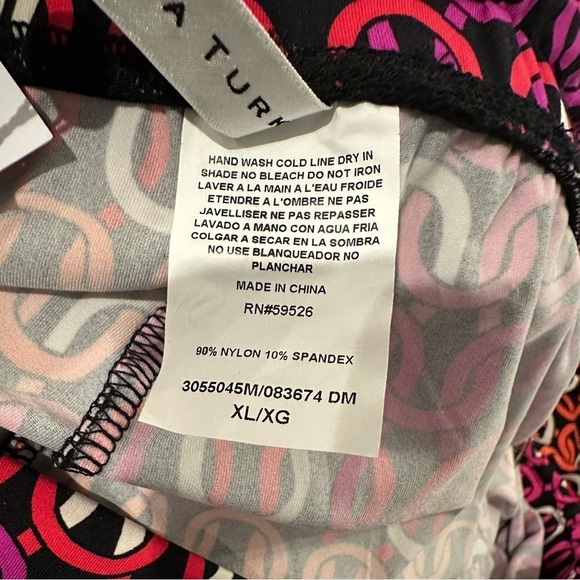 A TURK
HAND WASH COLD LINE DRY IN
SHADE NO BLEACH DO NOT IRON
LAVER A LA MAIN A L'EAU FROIDE
ETENDRE A L'OMBRE NE PAS
JAVELLISER NE PAS REPASSER
LAVADO A MANO CON AGUA FRIA
COLGAR A SECAR EN LA SOMBRA
NO USE BLANQUEADOR NO
PLANCHAR
MADE IN CHINA
RN#59526
90% NYLON 10% SPANDEX
3055045M/083674 DM
XL/XG